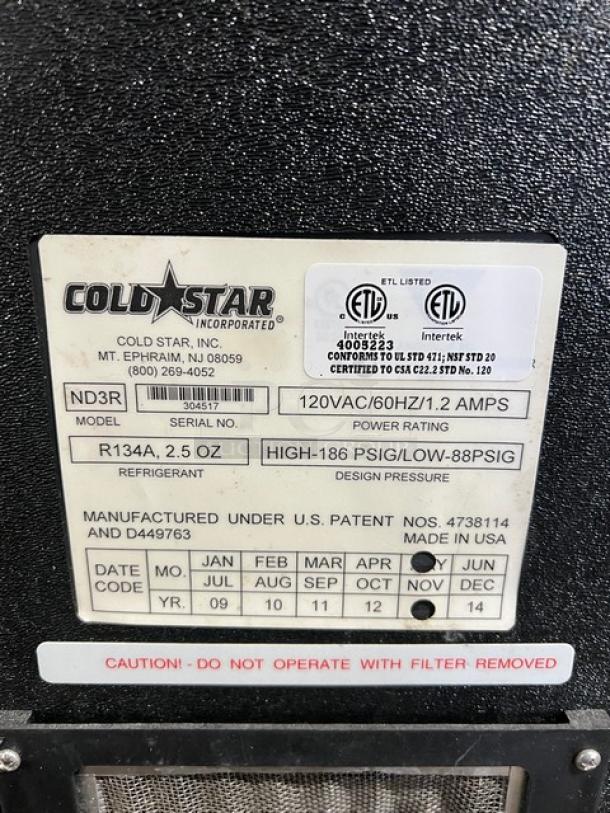 COLD STAR
INCORPORATED®
COLD STAR, INC.
MT. EPHRAIM, NJ 08059
(800) 269-4052
ETL LISTED
C ETL US ETL
Intertek Intertek
4005223
CONFORMS TO UL STD 471; NSF STD 20
CERTIFIED TO CSA C22.2 STD No. 120
R
ND3R
MODEL
304517
SERIAL NO.
120VAC/60HZ/1.2 AMPS
POWER RATING
R134A, 2.5 OZ
REFRIGERANT
HIGH-186 PSIG/LOW-88PSIG
DESIGN PRESSURE
MANUFACTURED UNDER U.S. PATENT NOS. 4738114
AND D449763 MADE IN USA
DATE CODE
MO. JAN FEB MAR APR Y JUN
JUL AUG SEP OCT NOV DEC
YR. 09 10 11 12 14
CAUTION! - DO NOT OPERATE WITH FILTER REMOVED